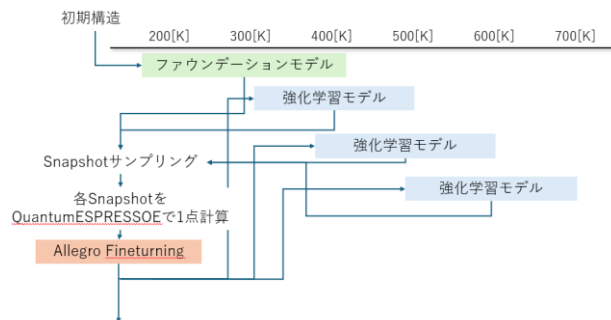 初期構造
200[K] 300[K] 400[K] 500[K] 600[K] 700[K]
ファウンデーションモデル
強化学習モデル
強化学習モデル
Snapshotサンプリング
強化学習モデル
各Snapshotを
QuantumESPRESSOEで1点計算
Allegro Fineturning